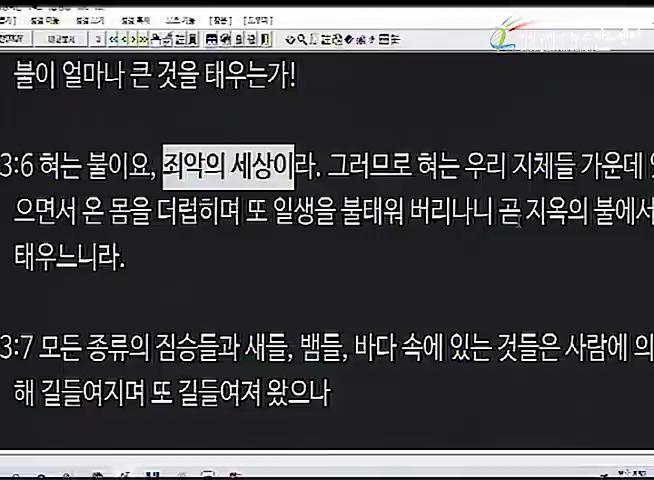 불이 얼마나 큰 것을 태우는가!
3:6 혀는 불이요, 죄악의 세상이라. 그러므로 혀는 우리 지체들 가운데
으면서 온 몸을 더럽히며 또 일생을 불태워 버리나니 곧 지옥의 불에서
태우느니라.
3:7 모든 종류의 짐승들과 새들, 뱀들, 바다 속에 있는 것들은 사람에 의
해 길들여지며 또 길들여져 왔으나